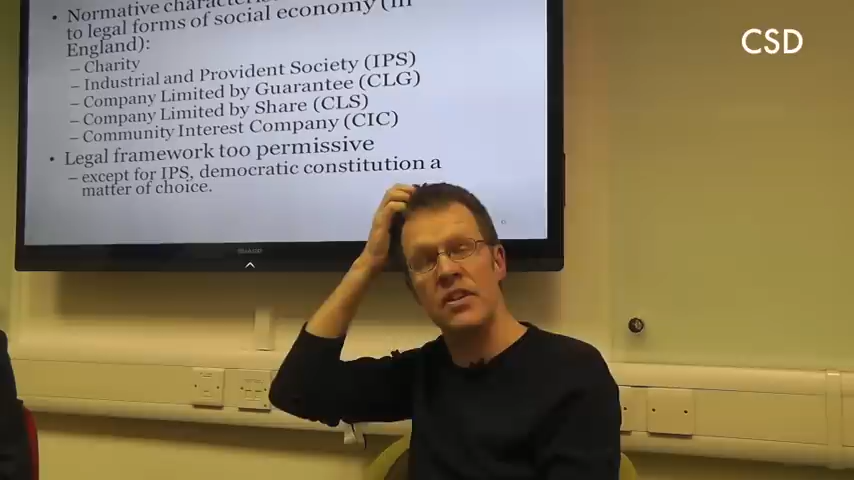 CSD
• Normative
to legal forms of social economy (in
England):
– Charity
– Industrial and Provident Society (IPS)
– Company Limited by Guarantee (CLG)
– Company Limited by Share (CLS)
– Community Interest Company (CIC)
• Legal framework too permissive
– except for IPS, democratic constitution a
matter of choice.